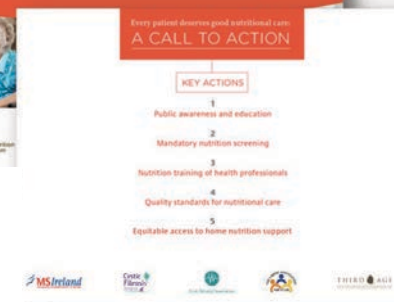 Every patient deserves good nutritional care:
A CALL TO ACTION
KEY ACTIONS
1
Public awareness and education
2
Mandatory nutrition screening
3
Nutrition training of health professionals
4
Quality standards for nutritional care
5
Equitable access to home nutrition support
MS Ireland
Cystic
Fibrosis
THIRD AGE